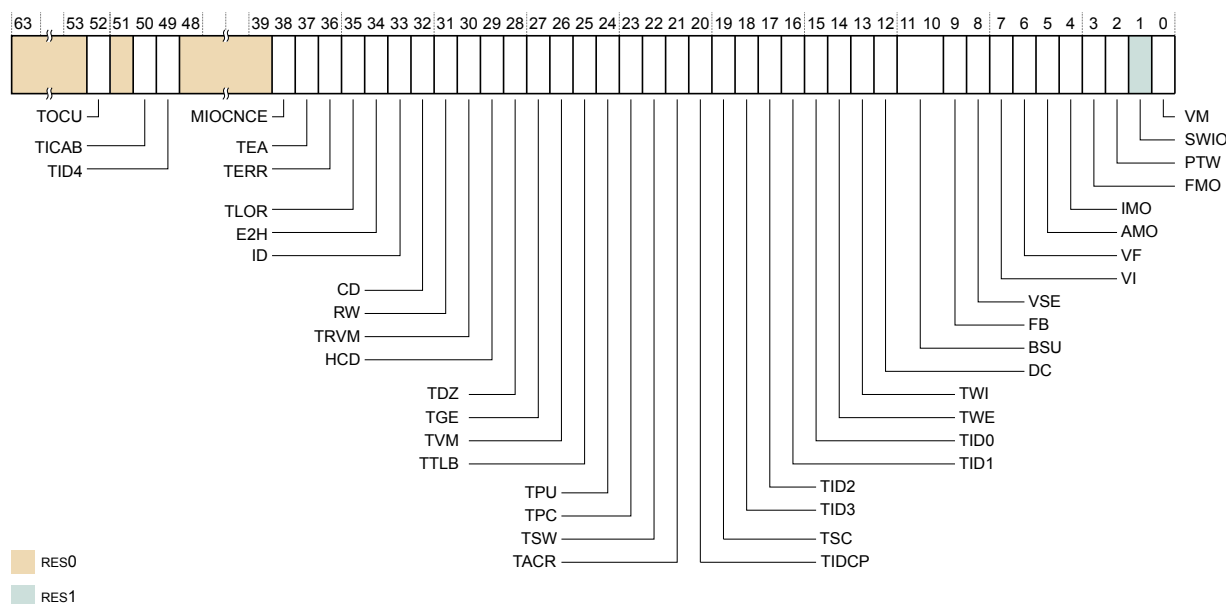 63 53 52 51 50 49 48 39 38 37 36 35 34 33 32 31 30 29 28 27 26 25 24 23 22 21 20 19 18 17 16 15 14 13 12 11 10 9 8 7 6 5 4 3 2 1 0
TOCU MIOCNCE VM
SWIO
TICAB TEA
PTW
TID4 TERR
FMO
TLOR IMO
E2H AMO
ID VF
VI
CD VSE
RW FB
TRVM BSU
HCD DC
TDZ TWI
TGE TWE
TVM TID0
TTLB TID1
TPU TID2
TPC TID3
TSW TSC
TACR TIDCP
RES0
RES1